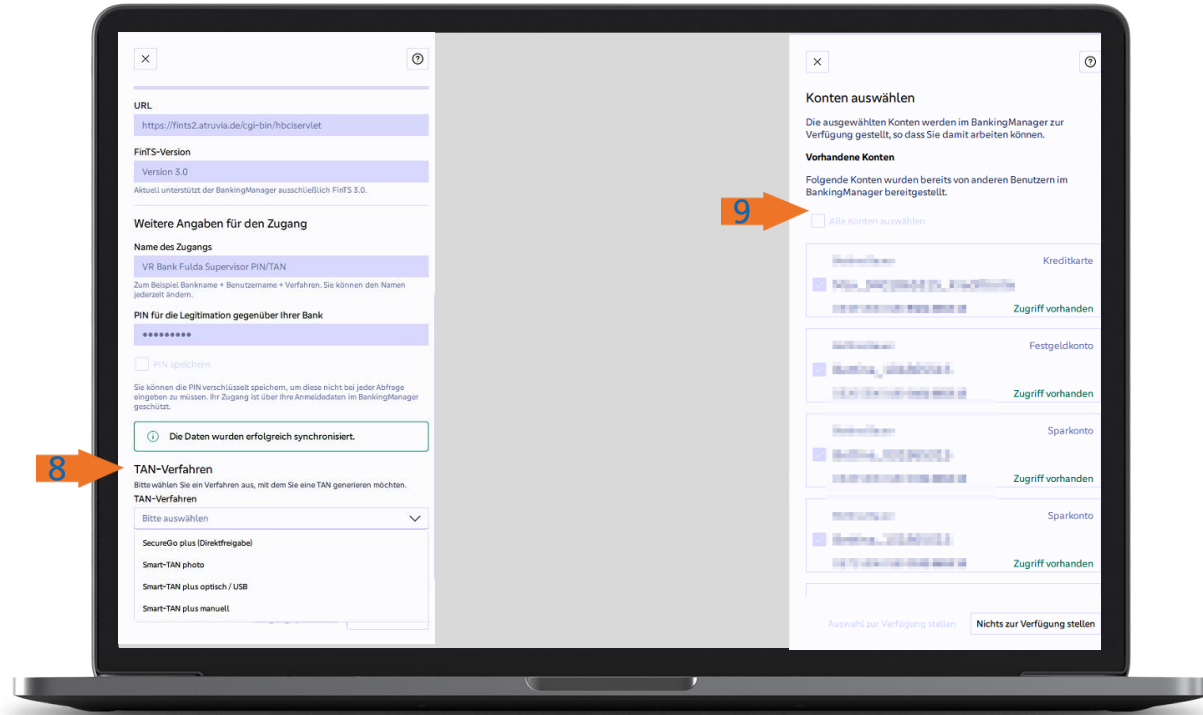 URL
https://fints2.atruvia.de/cgi-bin/hbciservlet
FinTS-Version
Version 3.0
Aktuell unterstützt der BankingManager ausschließlich FinTS 3.0.
Weitere Angaben für den Zugang
Name des Zugangs
VR Bank Fulda Supervisor PIN/TAN
Zum Beispiel Bankname + Benutzername + Verfahren. Sie können den Namen
jederzeit ändern.
PIN für die Legitimation gegenüber Ihrer Bank
PIN speichern
Sie können die PIN verschlüsselt speichern, um diese nicht bei jeder Abfrage
eingeben zu müssen. Ihr Zugang ist über Ihre Anmeldedaten im BankingManager
geschützt.
Die Daten wurden erfolgreich synchronisiert.
8
TAN-Verfahren
Bitte wählen Sie ein Verfahren aus, mit dem Sie eine TAN generieren möchten.
TAN-Verfahren
Bitte auswählen
SecureGo plus (Direktfreigabe)
Smart-TAN photo
Smart-TAN plus optisch / USB
Smart-TAN plus manuell
Konten auswählen
Die ausgewählten Konten werden im BankingManager zur
Verfügung gestellt, so dass Sie damit arbeiten können.
Vorhandene Konten
Folgende Konten wurden bereits von anderen Benutzern im
BankingManager bereitgestellt.
9
Alle Konten auswählen
Kreditkarte
Zugriff vorhanden
Festgeldkonto
Zugriff vorhanden
Sparkonto
Zugriff vorhanden
Sparkonto
Zugriff vorhanden
Auswahl zur Verfügung stellen
Nichts zur Verfügung stellen